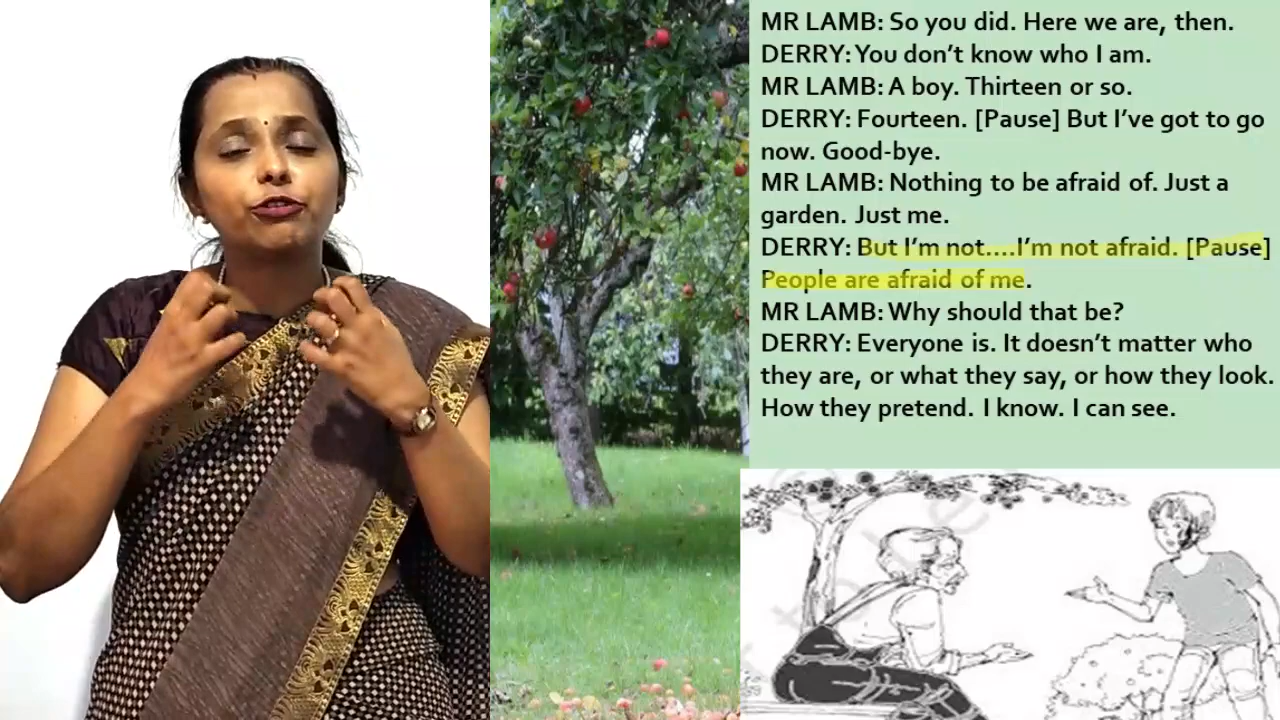 MR LAMB: So you did. Here we are, then.
DERRY: You don’t know who I am.
MR LAMB: A boy. Thirteen or so.
DERRY: Fourteen. [Pause] But I’ve got to go
now. Good-bye.
MR LAMB: Nothing to be afraid of. Just a
garden. Just me.
DERRY: But I’m not....I’m not afraid. [Pause]
People are afraid of me.
MR LAMB: Why should that be?
DERRY: Everyone is. It doesn’t matter who
they are, or what they say, or how they look.
How they pretend. I know. I can see.